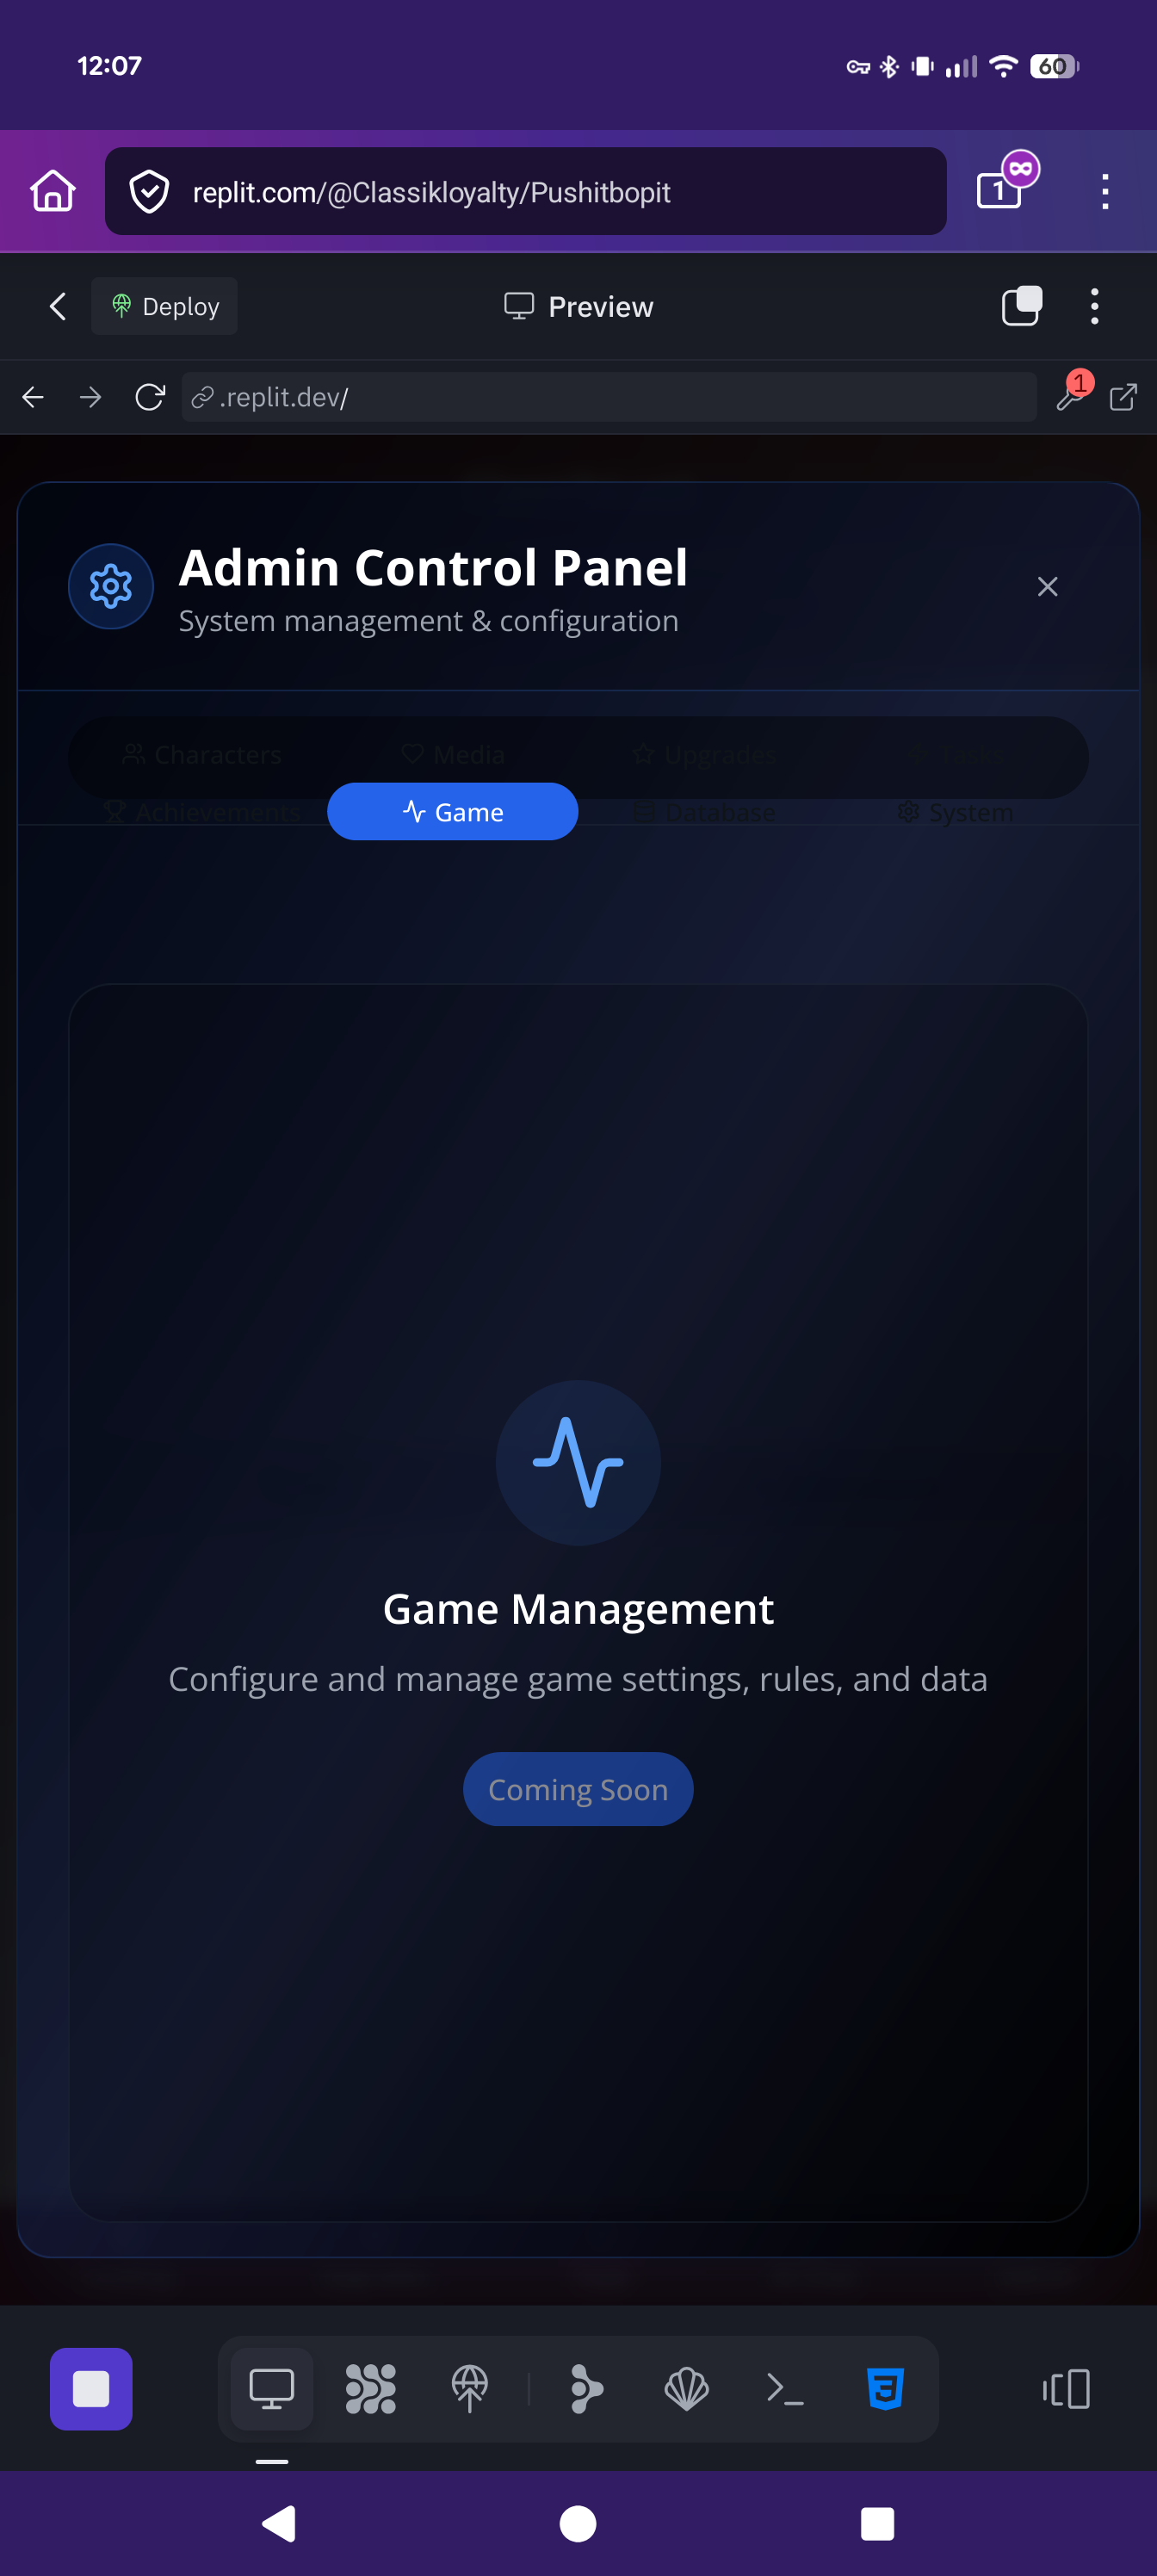 12:07
60
replit.com/@Classikloyalty/Pushitbopit
1
Deploy
Preview
.replit.dev/
1
Admin Control Panel
System management & configuration
Characters
Media
Upgrades
Achievements
Game
Database
System
Game Management
Configure and manage game settings, rules, and data
Coming Soon